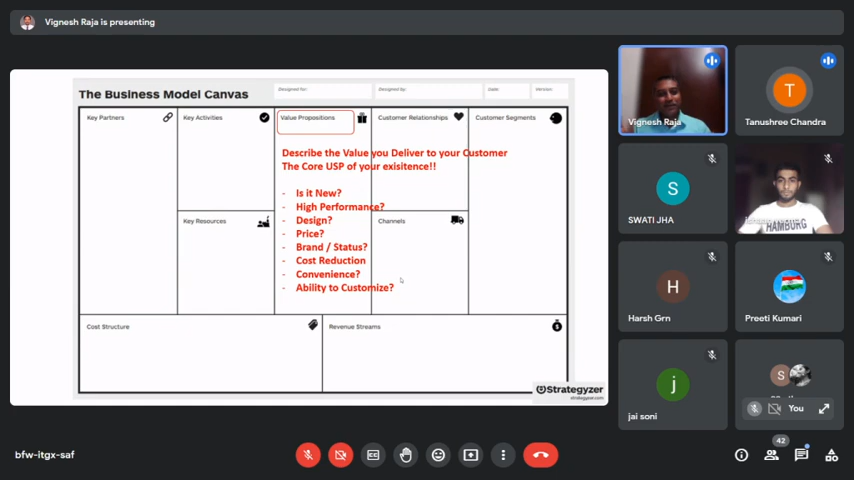 Vignesh Raja is presenting
The Business Model Canvas
Designed for:
Designed by:
Date:
Version:
Key Partners
Key Activities
Value Propositions
Customer Relationships
Customer Segments
Describe the Value you Deliver to your Customer
The Core USP of your exisitence!!
- Is it New?
- High Performance?
- Design?
- Price?
- Brand / Status?
- Cost Reduction
- Convenience?
- Ability to Customize?
Key Resources
Channels
Cost Structure
Revenue Streams
Strategyzer
strategyzer.com
Vignesh Raja
T
Tanushree Chandra
S
SWATI JHA
HAMBURG
H
Harsh Grn
Preeti Kumari
j
jai soni
S
You
bfw-itgx-saf
CC
42